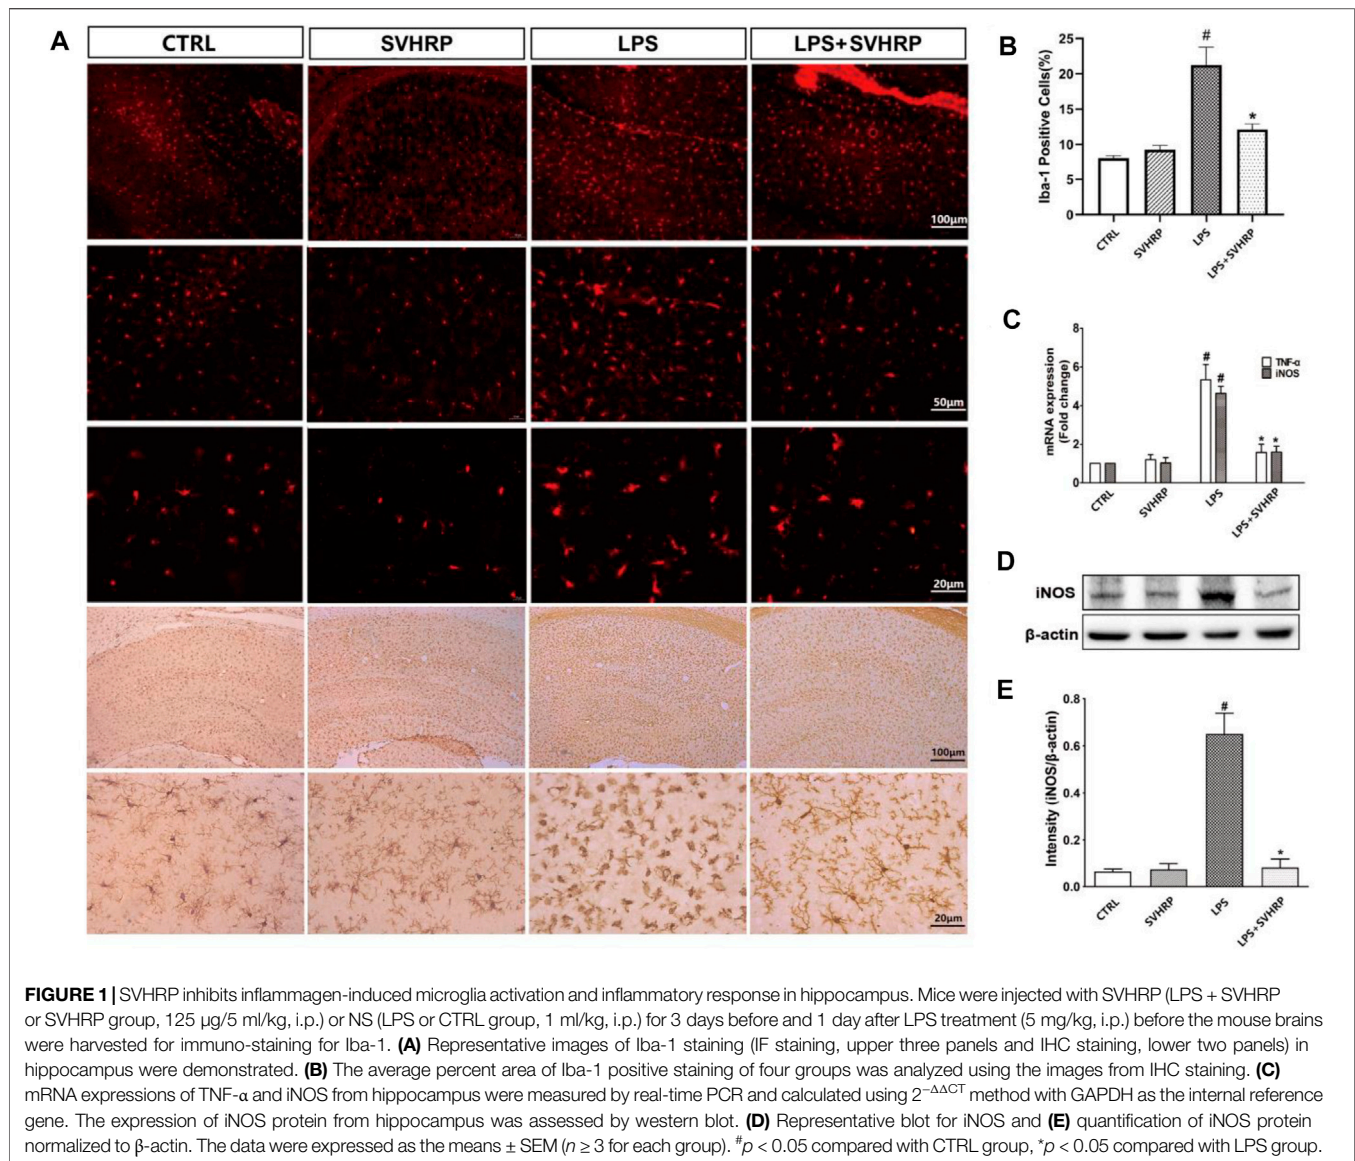 A
CTRL
SVHRP
LPS
LPS+SVHRP
100μm
50μm
20μm
100μm
20μm
B
Iba-1 Positive Cells(%)
25
20
15
10
5
0
#
*
CTRL
SVHRP
LPS
LPS+SVHRP
C
mRNA expression
(Fold change)
8
6
4
2
0
# #
* *
TNF-α
iNOS
CTRL
SVHRP
LPS
LPS+SVHRP
D
iNOS
β-actin
E
Intensity (iNOS/β-actin)
0.8
0.6
0.4
0.2
0.0
#
*
CTRL
SVHRP
LPS
LPS+SVHRP
FIGURE 1 | SVHRP inhibits inflammagen-induced microglia activation and inflammatory response in hippocampus. Mice were injected with SVHRP (LPS + SVHRP
or SVHRP group, 125 μg/5 ml/kg, i.p.) or NS (LPS or CTRL group, 1 ml/kg, i.p.) for 3 days before and 1 day after LPS treatment (5 mg/kg, i.p.) before the mouse brains
were harvested for immuno-staining for Iba-1. (A) Representative images of Iba-1 staining (IF staining, upper three panels and IHC staining, lower two panels) in
hippocampus were demonstrated. (B) The average percent area of Iba-1 positive staining of four groups was analyzed using the images from IHC staining. (C)
mRNA expressions of TNF-α and iNOS from hippocampus were measured by real-time PCR and calculated using 2−ΔΔCT method with GAPDH as the internal reference
gene. The expression of iNOS protein from hippocampus was assessed by western blot. (D) Representative blot for iNOS and (E) quantification of iNOS protein
normalized to β-actin. The data were expressed as the means ± SEM (n ≥ 3 for each group). #p < 0.05 compared with CTRL group, *p < 0.05 compared with LPS group.